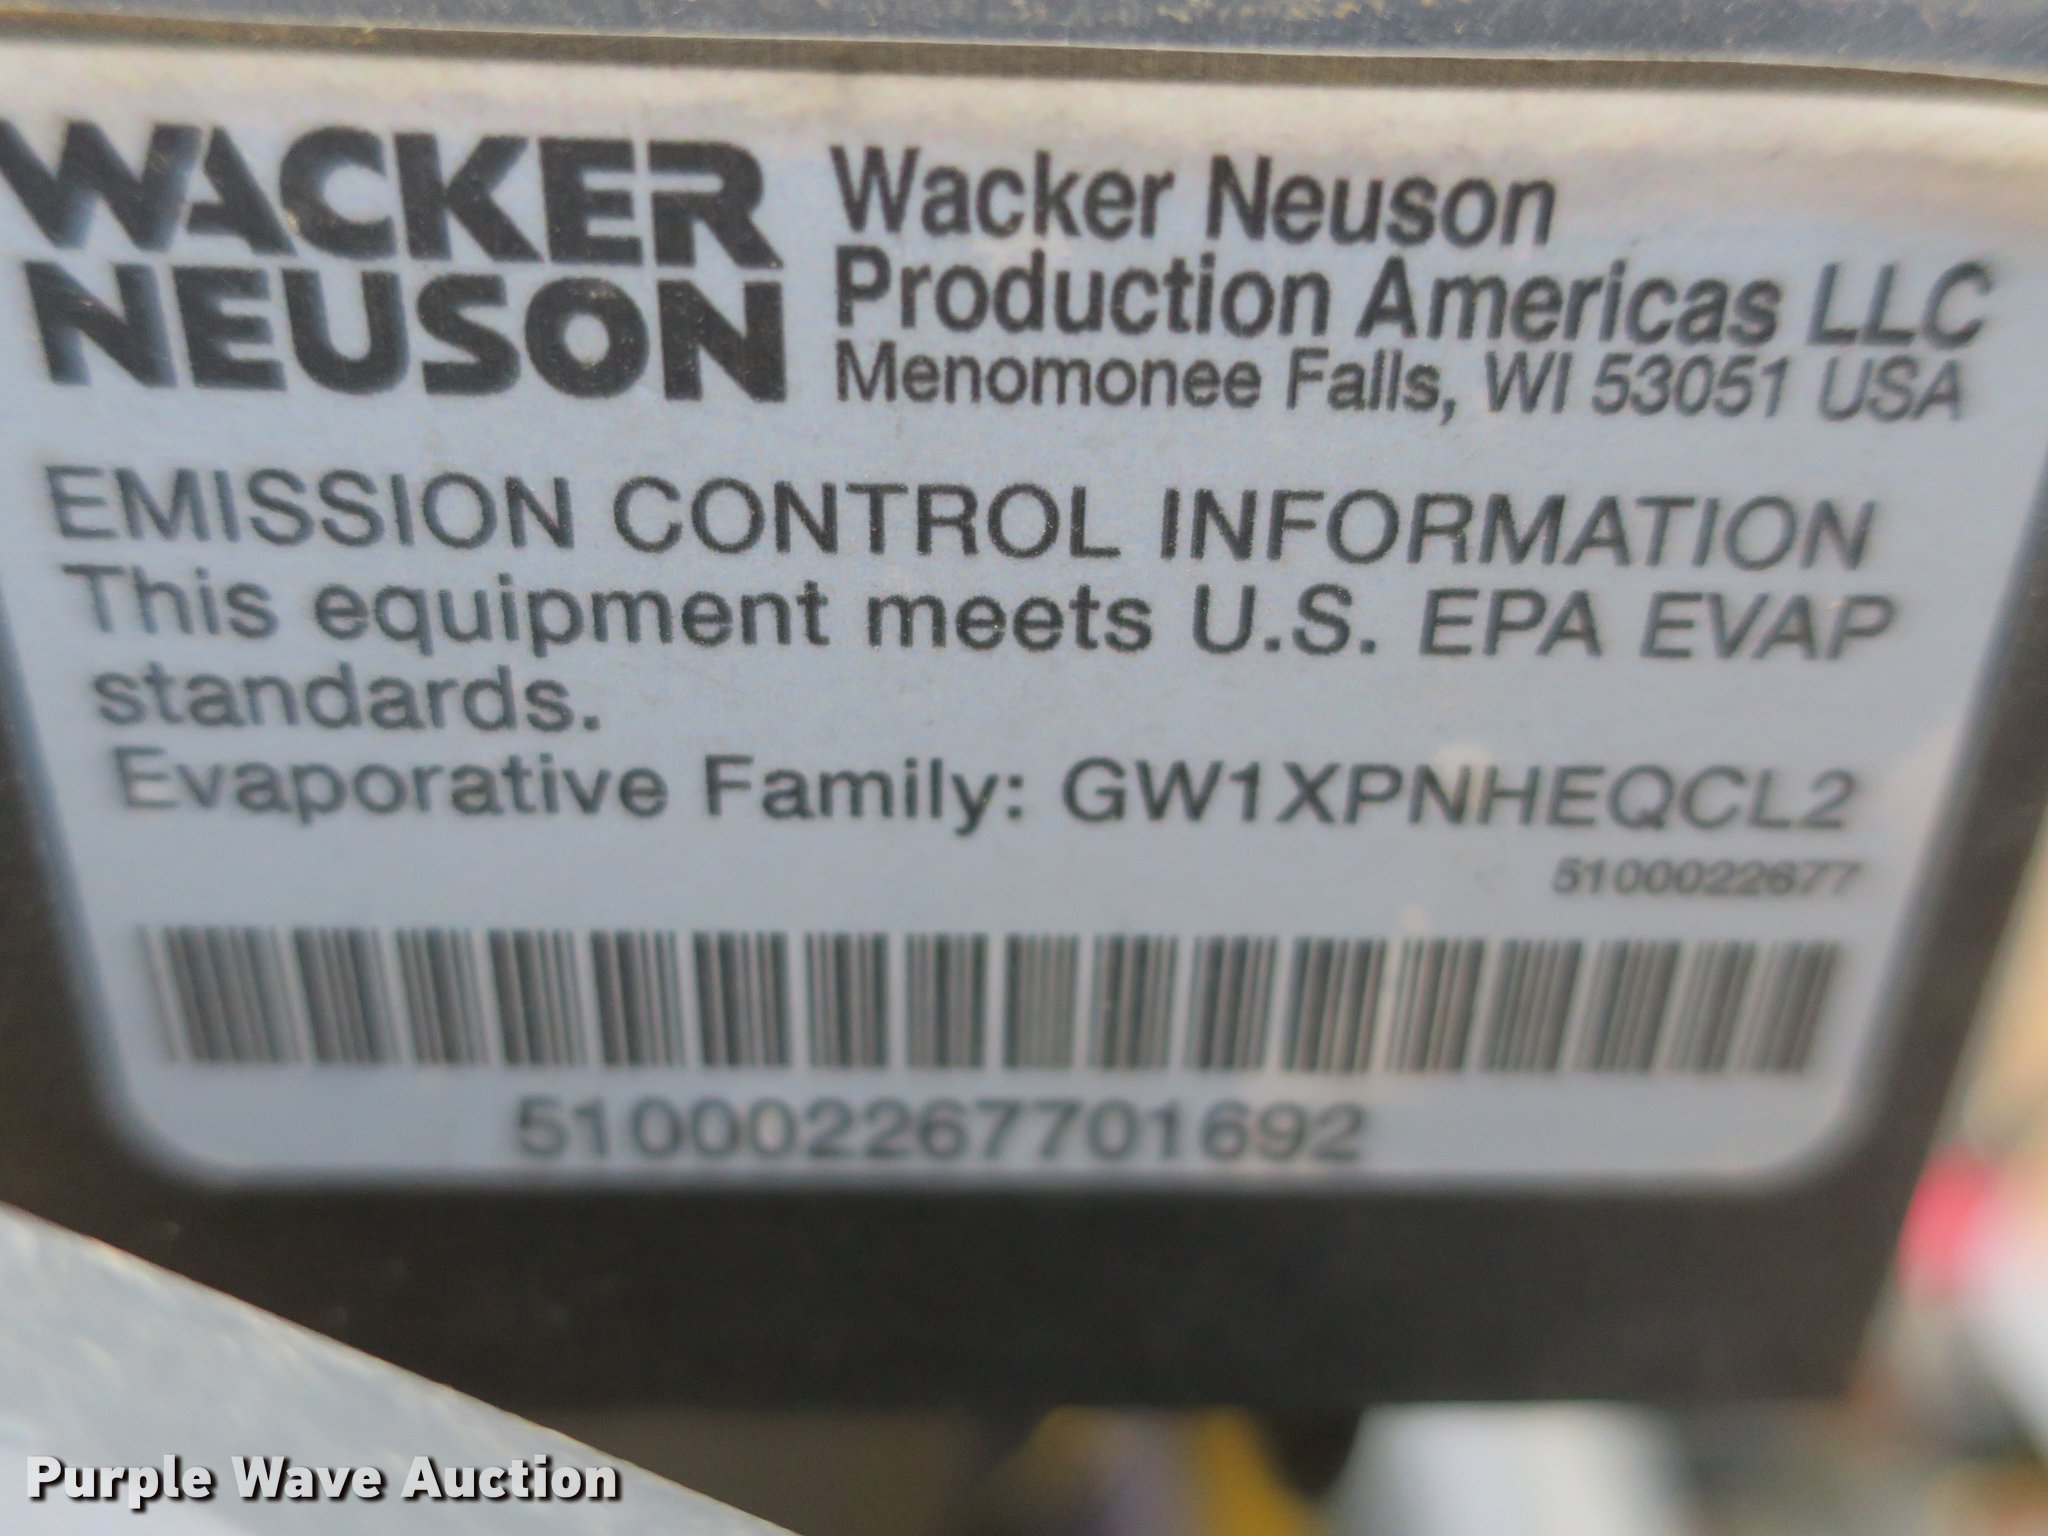 WACKER
NEUSON
Wacker Neuson
Production Americas LLC
Menomonee Falls, WI 53051 USA
EMISSION CONTROL INFORMATION
This equipment meets U.S. EPA EVAP
standards.
Evaporative Family: GW1XPNHEQCL2
5100022677
510002267701692
Purple Wave Auction